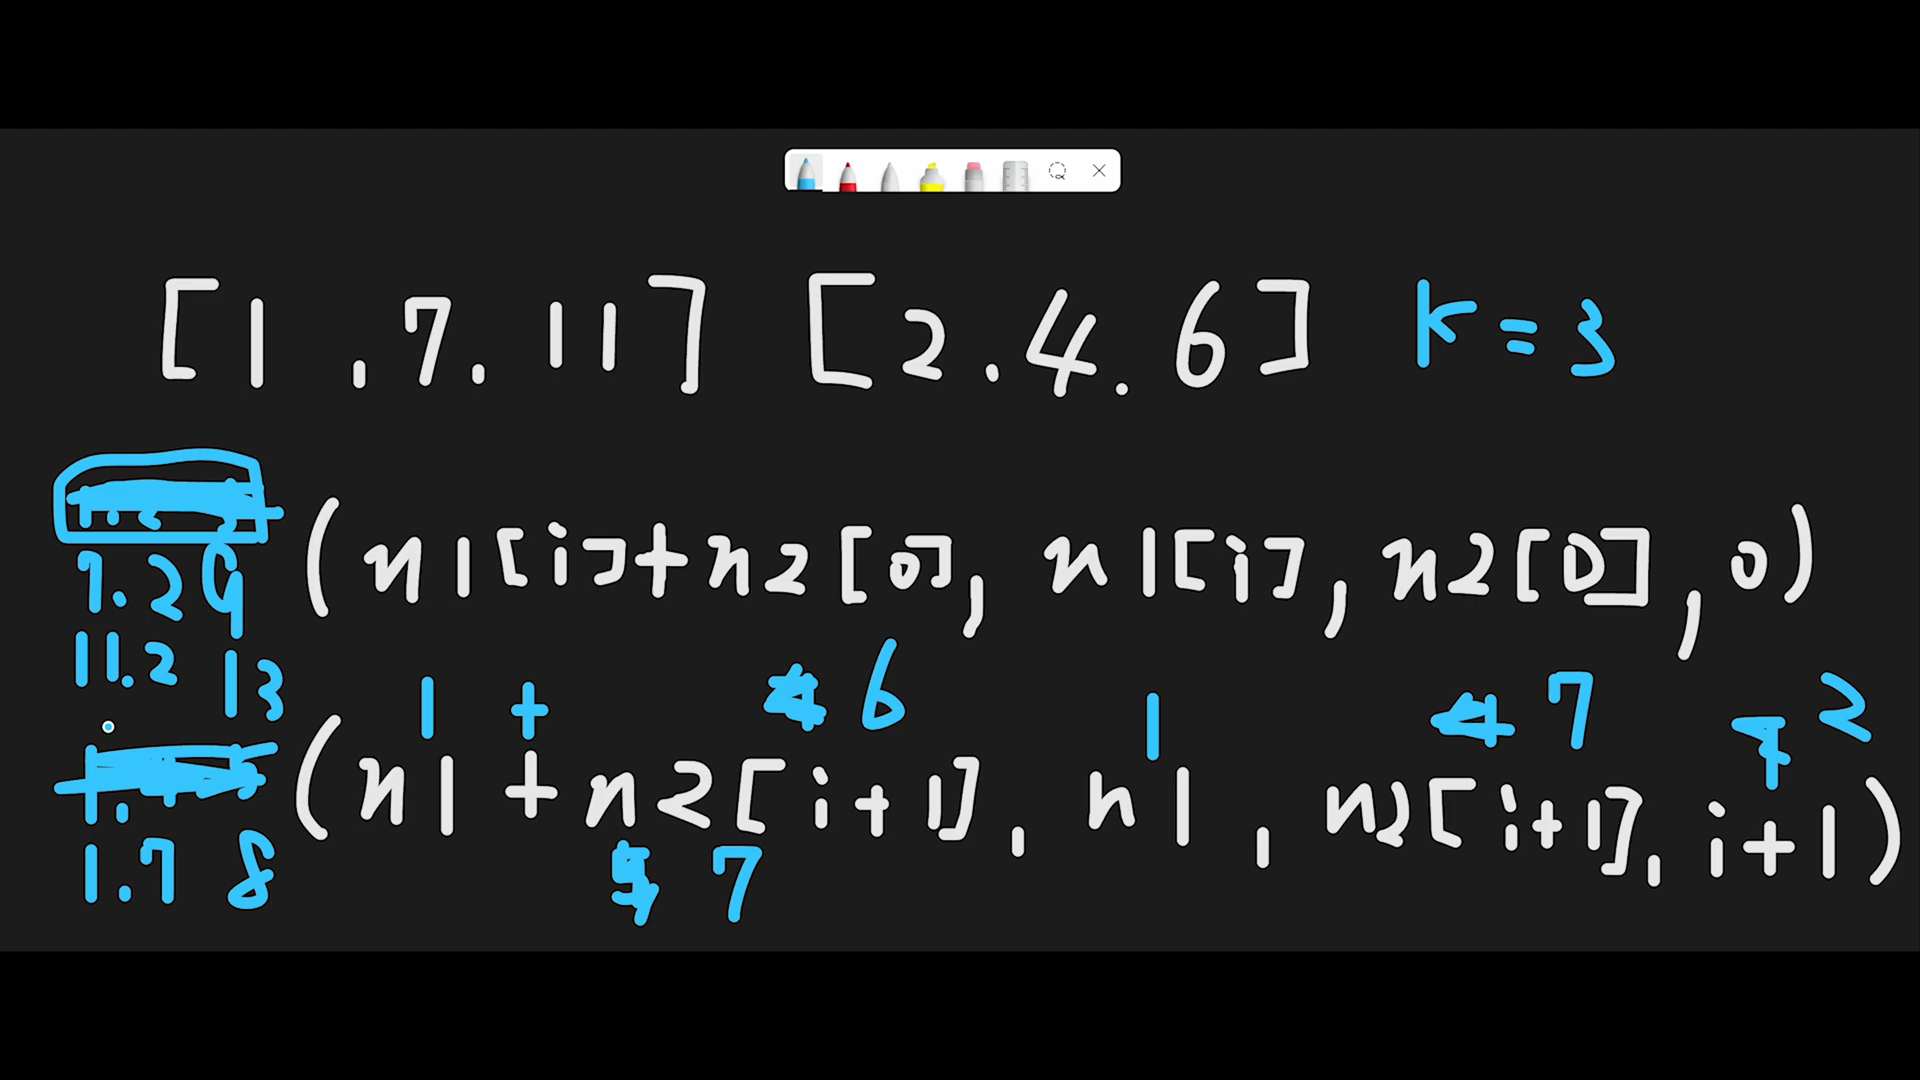 [1 , 7 . 11] [2 . 4 . 6] K = 3
(n1[i]+n2[0], n1[i], n2[0], 0)
7. 2 9
11. 2 13
1 + 6 1 7 2
(n1 + n2[i+1], n1, n2[i+1], i+1)
1. 7 8 7